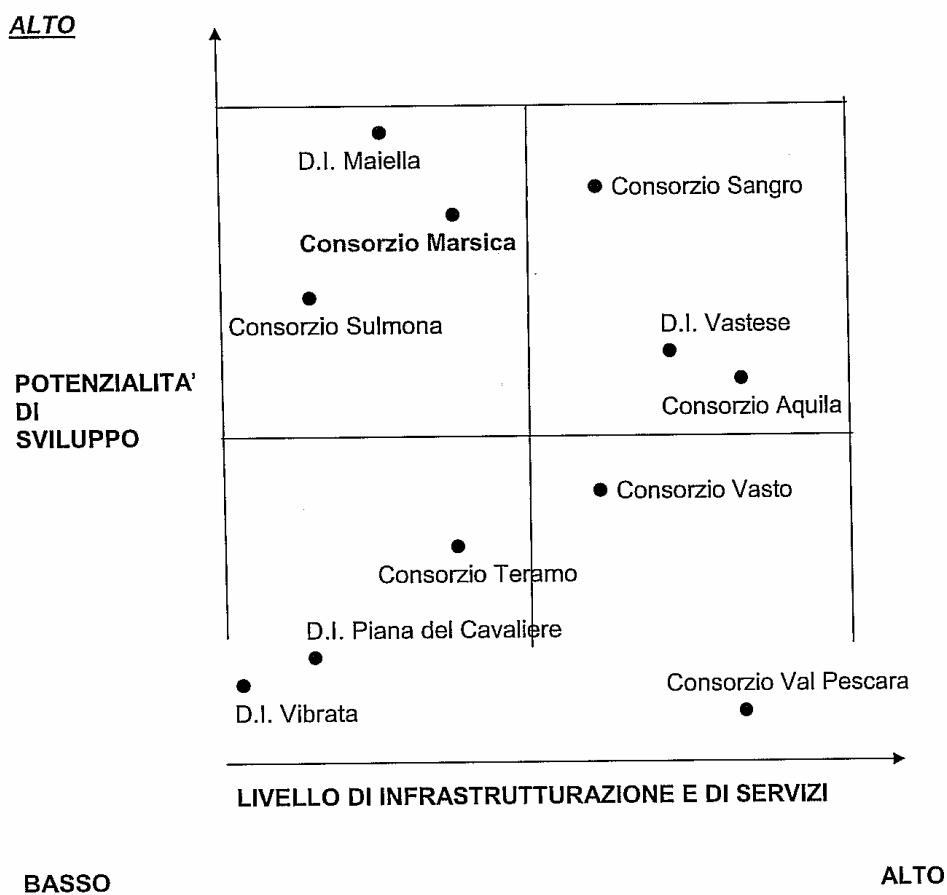 ALTO
D.I. Maiella
Consorzio Sangro
Consorzio Marsica
Consorzio Sulmona
D.I. Vastese
POTENZIALITA'
DI
SVILUPPO
Consorzio Aquila
Consorzio Vasto
Consorzio Teramo
D.I. Piana del Cavaliere
Consorzio Val Pescara
D.I. Vibrata
LIVELLO DI INFRASTRUTTURAZIONE E DI SERVIZI
BASSO
ALTO